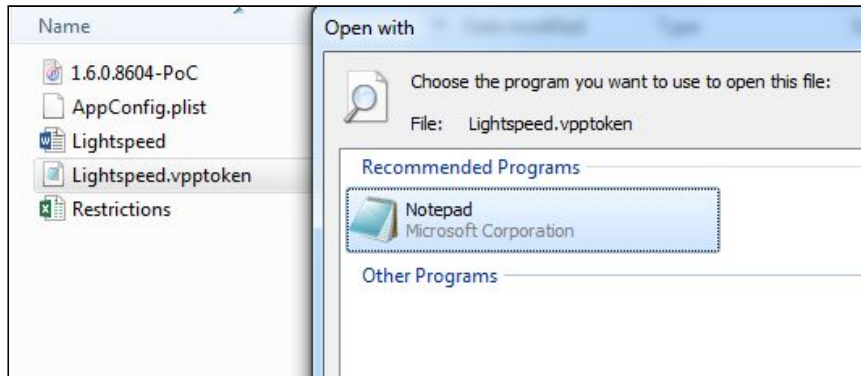 Name
1.6.0.8604-PoC
AppConfig.plist
Lightspeed
Lightspeed.vpptoken
Restrictions
Open with
Choose the program you want to use to open this file:
File: Lightspeed.vpptoken
Recommended Programs
Notepad
Microsoft Corporation
Other Programs